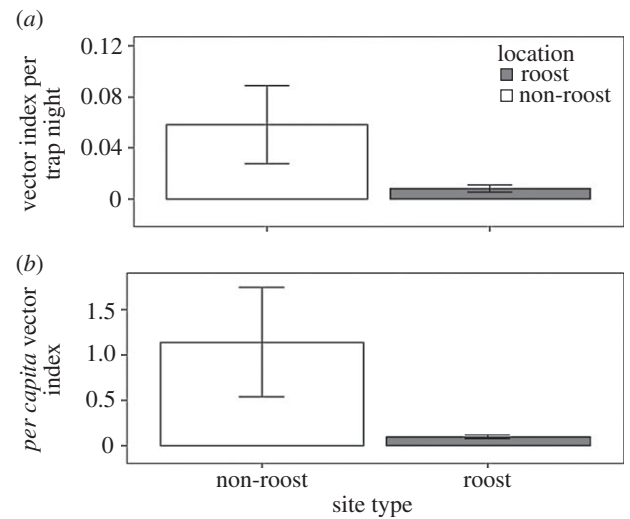 (a)
0.12
0.08
0.04
0
vector index per
trap night
location
roost
non-roost
(b)
1.5
1.0
0.5
0
per capita vector
index
non-roost
roost
site type